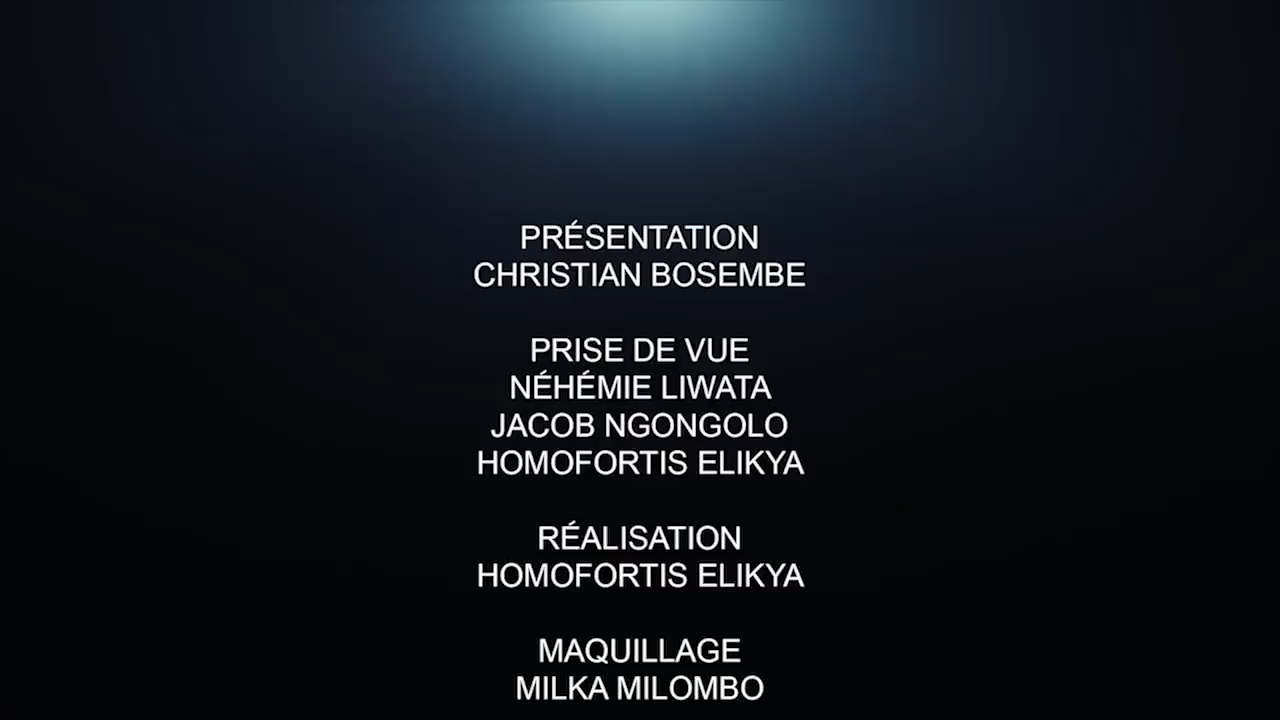 PRÉSENTATION
CHRISTIAN BOSEMBE
PRISE DE VUE
NÉHÉMIE LIWATA
JACOB NGONGOLO
HOMOFORTIS ELIKYA
RÉALISATION
HOMOFORTIS ELIKYA
MAQUILLAGE
MILKA MILOMBO